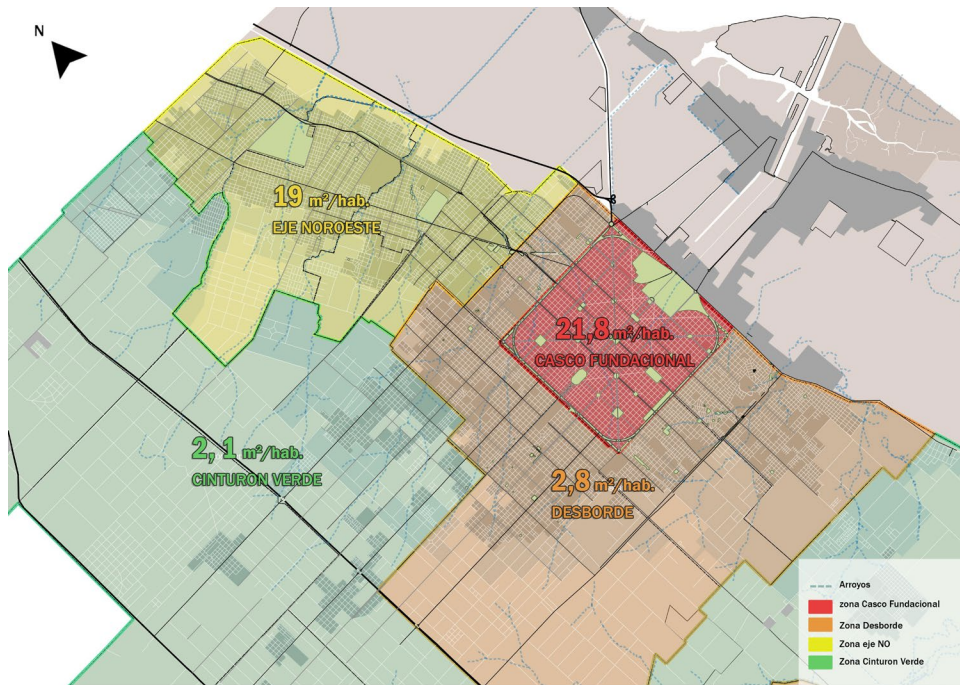 N
19 m²/hab.
EJE NOROESTE
21,8 m²/hab.
CASCO FUNDACIONAL
2, 1 m²/hab.
CINTURON VERDE
2,8 m²/hab.
DESBORDE
Arroyos
zona Casco Fundacional
Zona Desborde
Zona eje NO
Zona Cinturon Verde